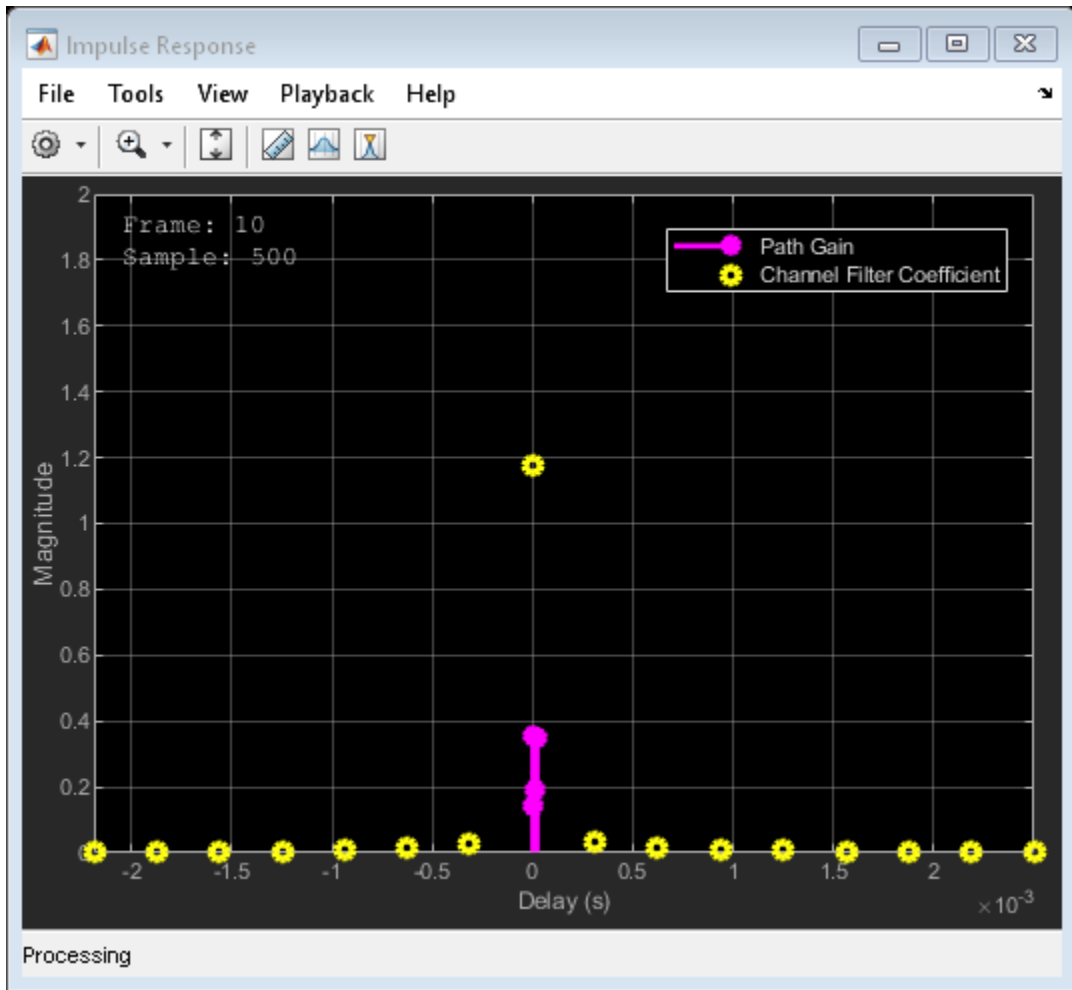 Impulse Response
File Tools View Playback Help
Frame: 10
Sample: 500
Path Gain
Channel Filter Coefficient
Magnitude
2
1.8
1.6
1.4
1.2
1
0.8
0.6
0.4
0.2
0
-2 -1.5 -1 -0.5 0 0.5 1 1.5 2
Delay (s)
×10-3
Processing